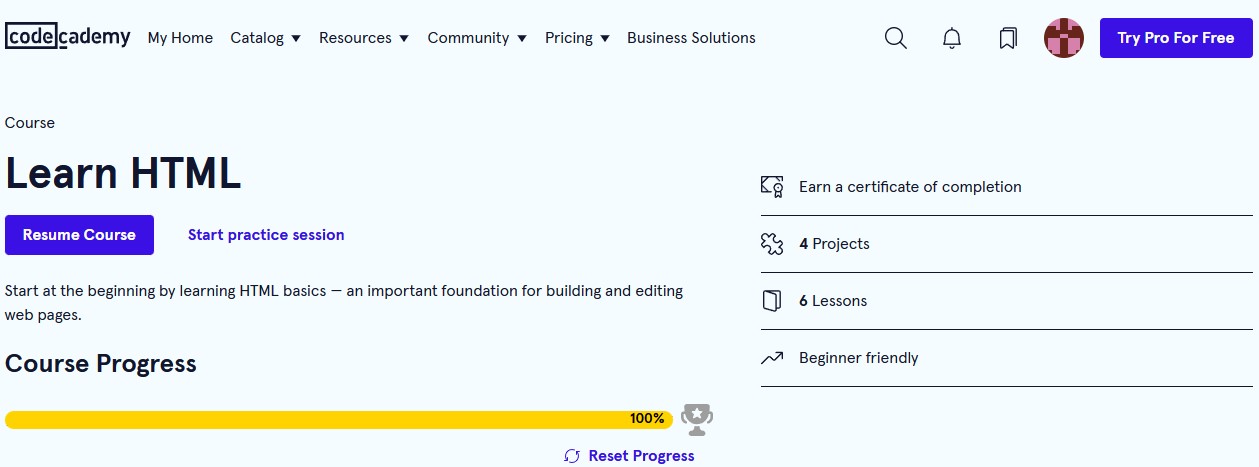 codecademy My Home Catalog Resources Community Pricing Business Solutions Try Pro For Free
Course
Learn HTML
Resume Course Start practice session
Start at the beginning by learning HTML basics — an important foundation for building and editing
web pages.
Course Progress
100%
Reset Progress
Earn a certificate of completion
4 Projects
6 Lessons
Beginner friendly